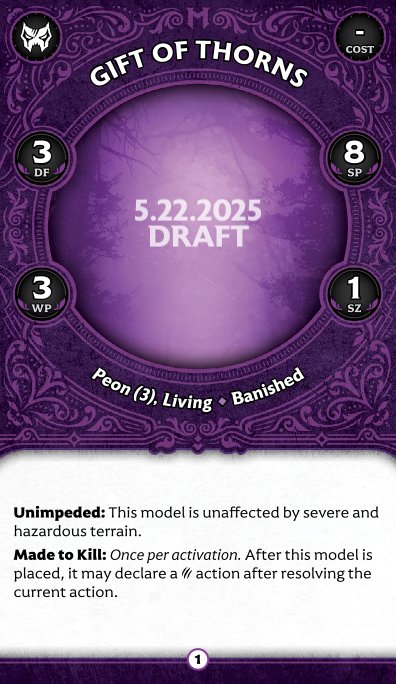 -
COST
GIFT OF THORNS
3
DF
8
SP
5.22.2025
DRAFT
3
WP
1
SZ
Peon (3), Living ⬥ Banished
Unimpeded: This model is unaffected by severe and
hazardous terrain.
Made to Kill: Once per activation. After this model is
placed, it may declare a action after resolving the
current action.
1